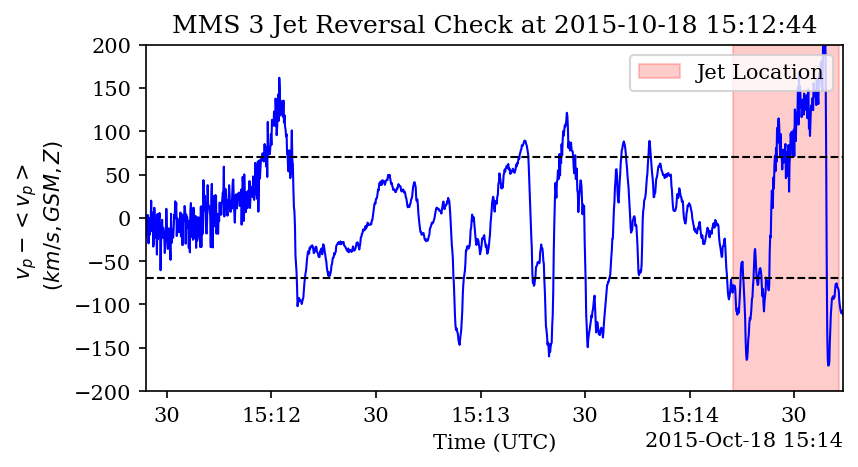 MMS 3 Jet Reversal Check at 2015-10-18 15:12:44
Jet Location
v_p − < v_p >
(km/s, GSM, Z)
200
150
100
50
0
−50
−100
−150
−200
30
15:12
30
15:13
30
15:14
30
Time (UTC)
2015-Oct-18 15:14